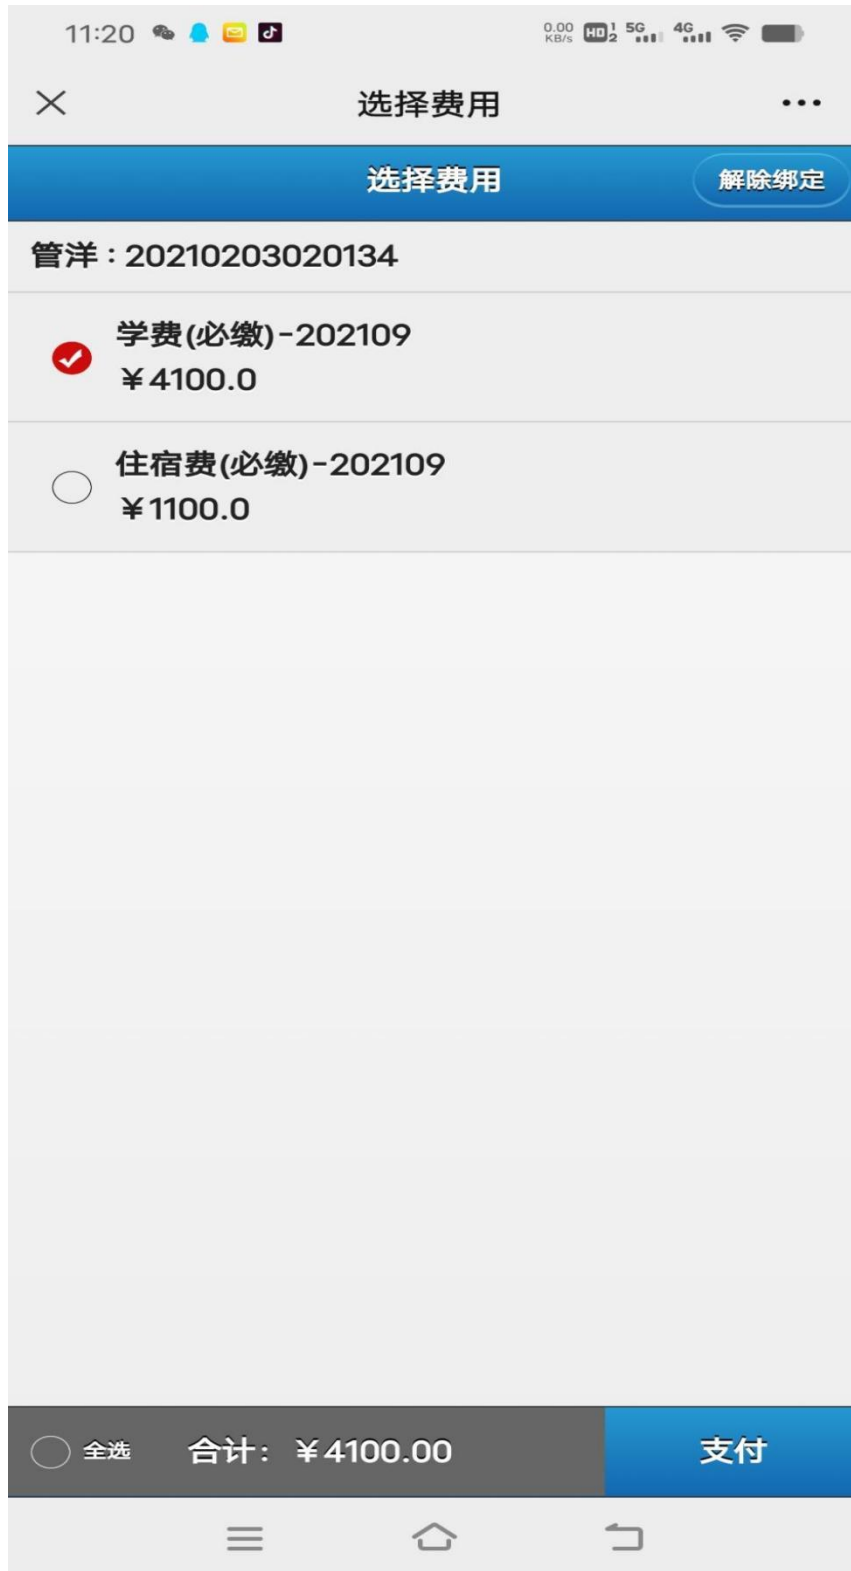 11:20
0.00 KB/s HD 1 2 5G 4G
选择费用
选择费用 解除绑定
管洋：20210203020134
学费(必缴)-202109
￥4100.0
住宿费(必缴)-202109
￥1100.0
全选 合计：￥4100.00 支付